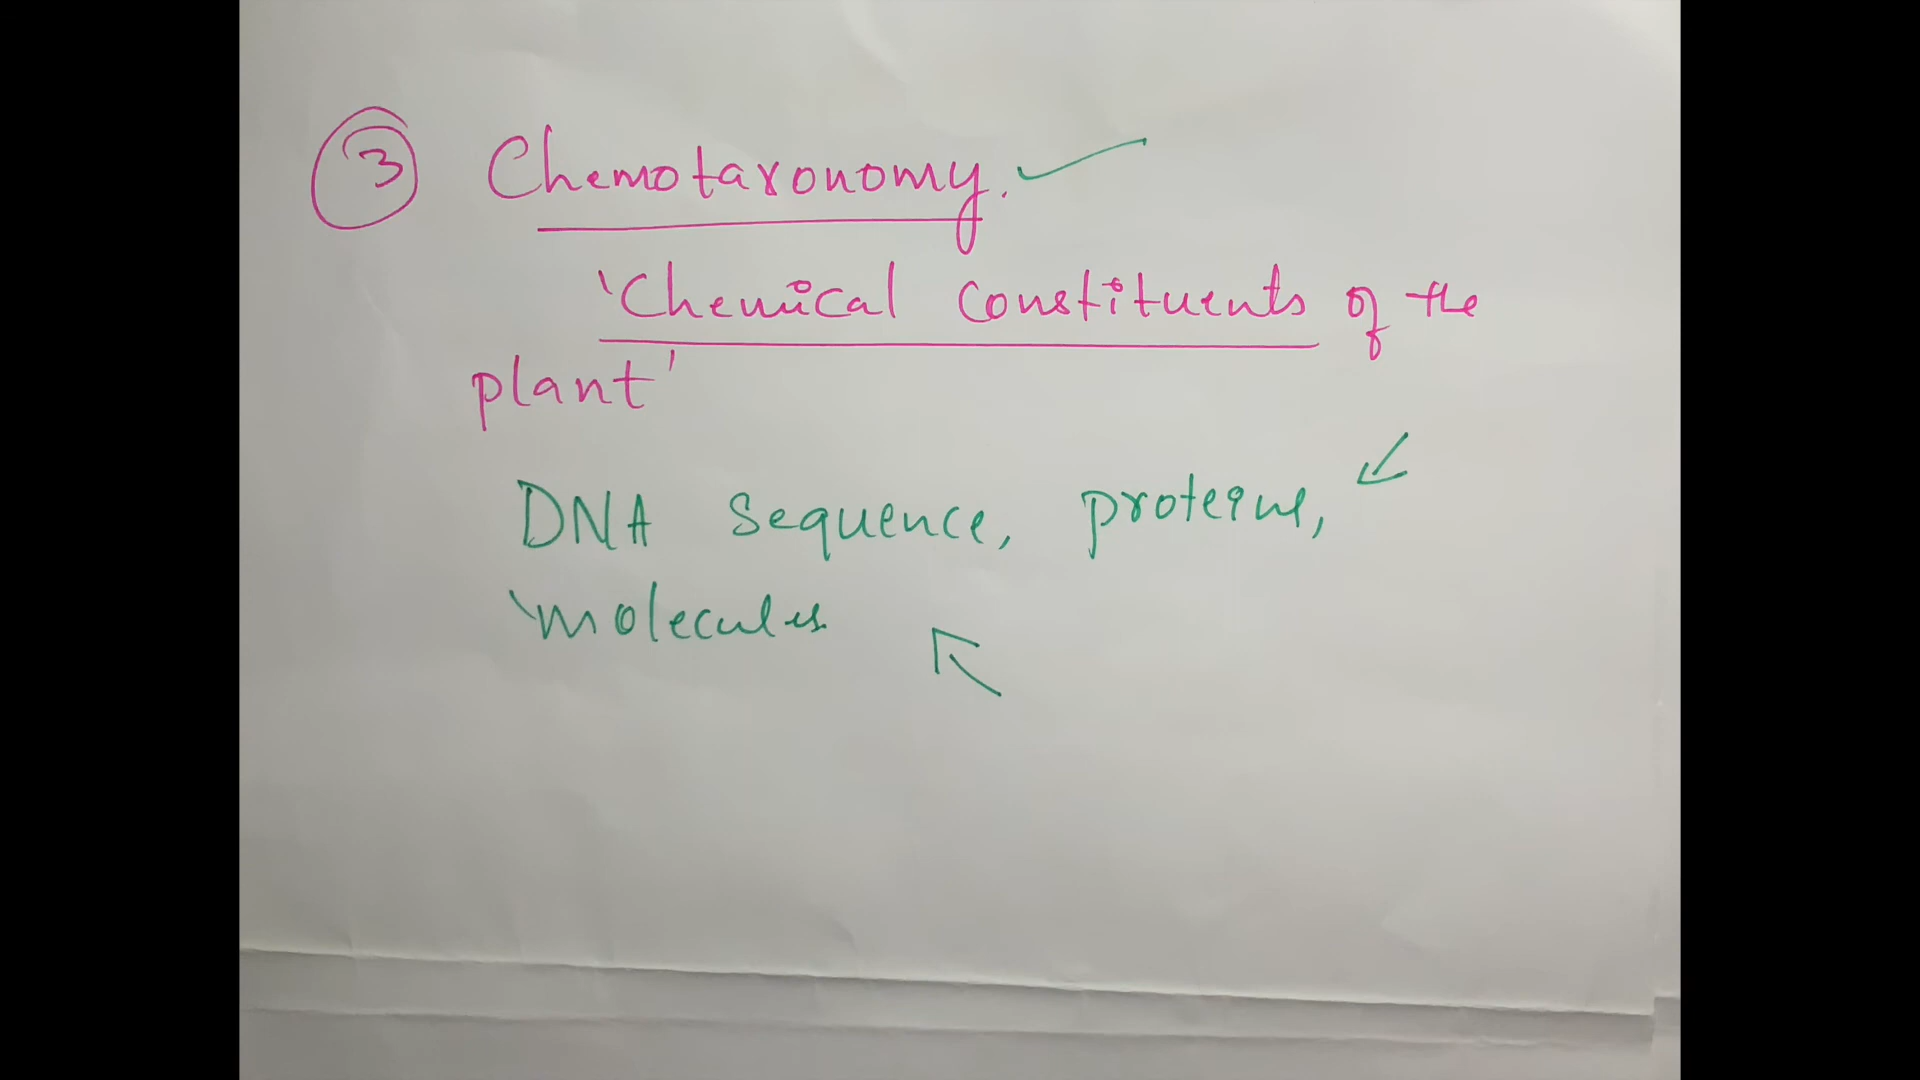 3 Chemotaxonomy.
'Chemical constituents of the
plant'
DNA sequence, proteins,
'molecules